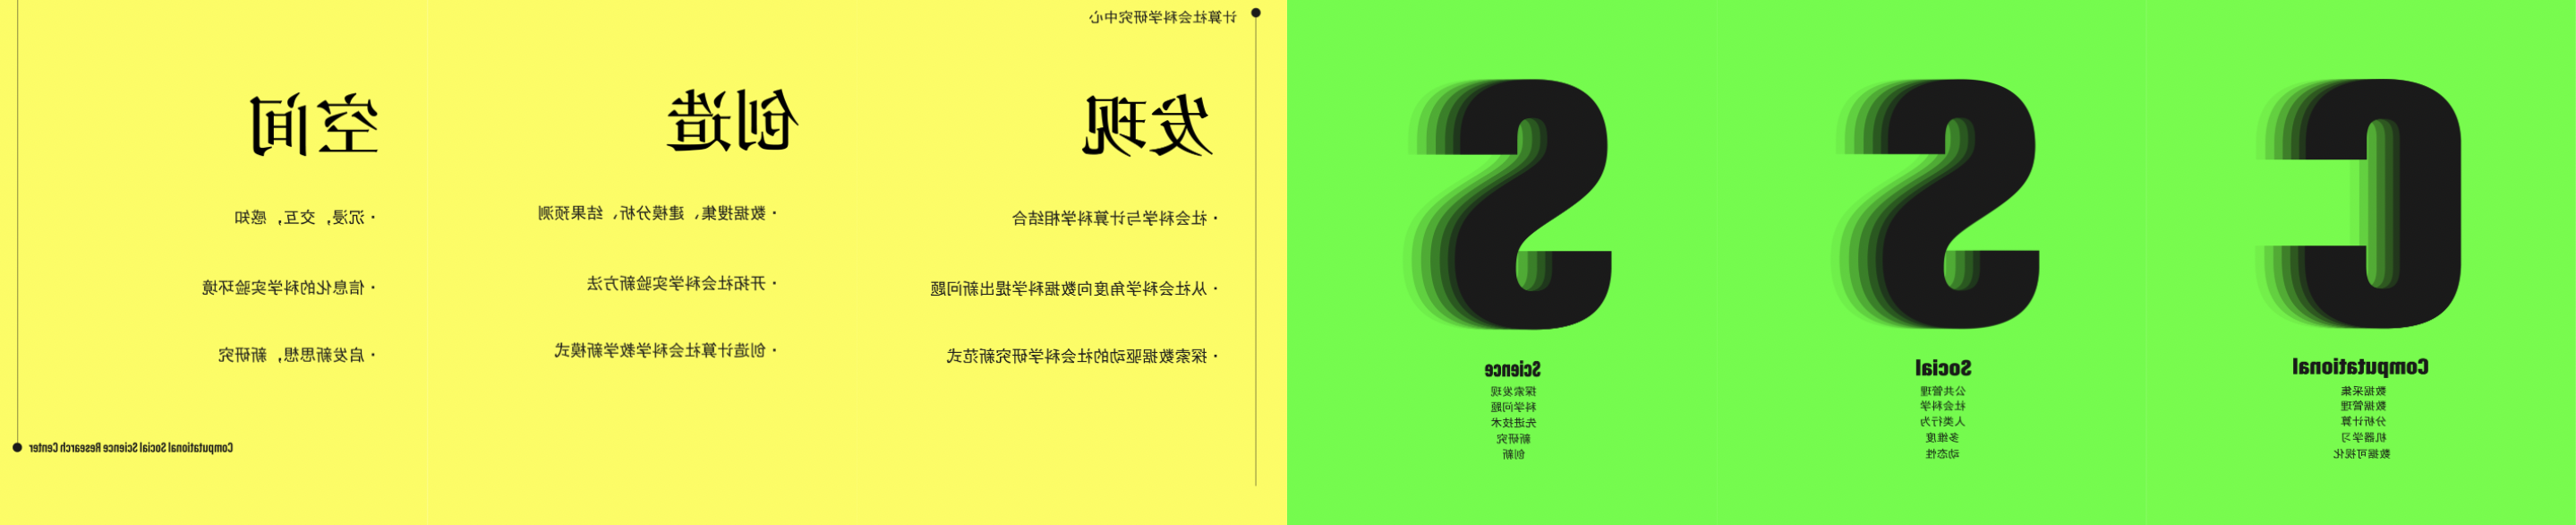 C
Computational
数据采集
数据管理
分析计算
机器学习
数据可视化
S
Social
公共管理
社会科学
人类行为
多维度
动态性
S
Science
探索发现
科学问题
先进技术
新研究
创新
计算社会科学研究中心
发现
· 社会科学与计算科学相结合
· 从社会科学角度向数据科学提出新问题
· 探索数据驱动的社会科学研究新范式
创造
· 数据搜集、建模分析、结果预测
· 开拓社会科学实验新方法
· 创造计算社会科学教学新模式
空间
· 沉浸，交互，感知
· 信息化的科学实验环境
· 启发新思想，新研究
Computational Social Science Research Center